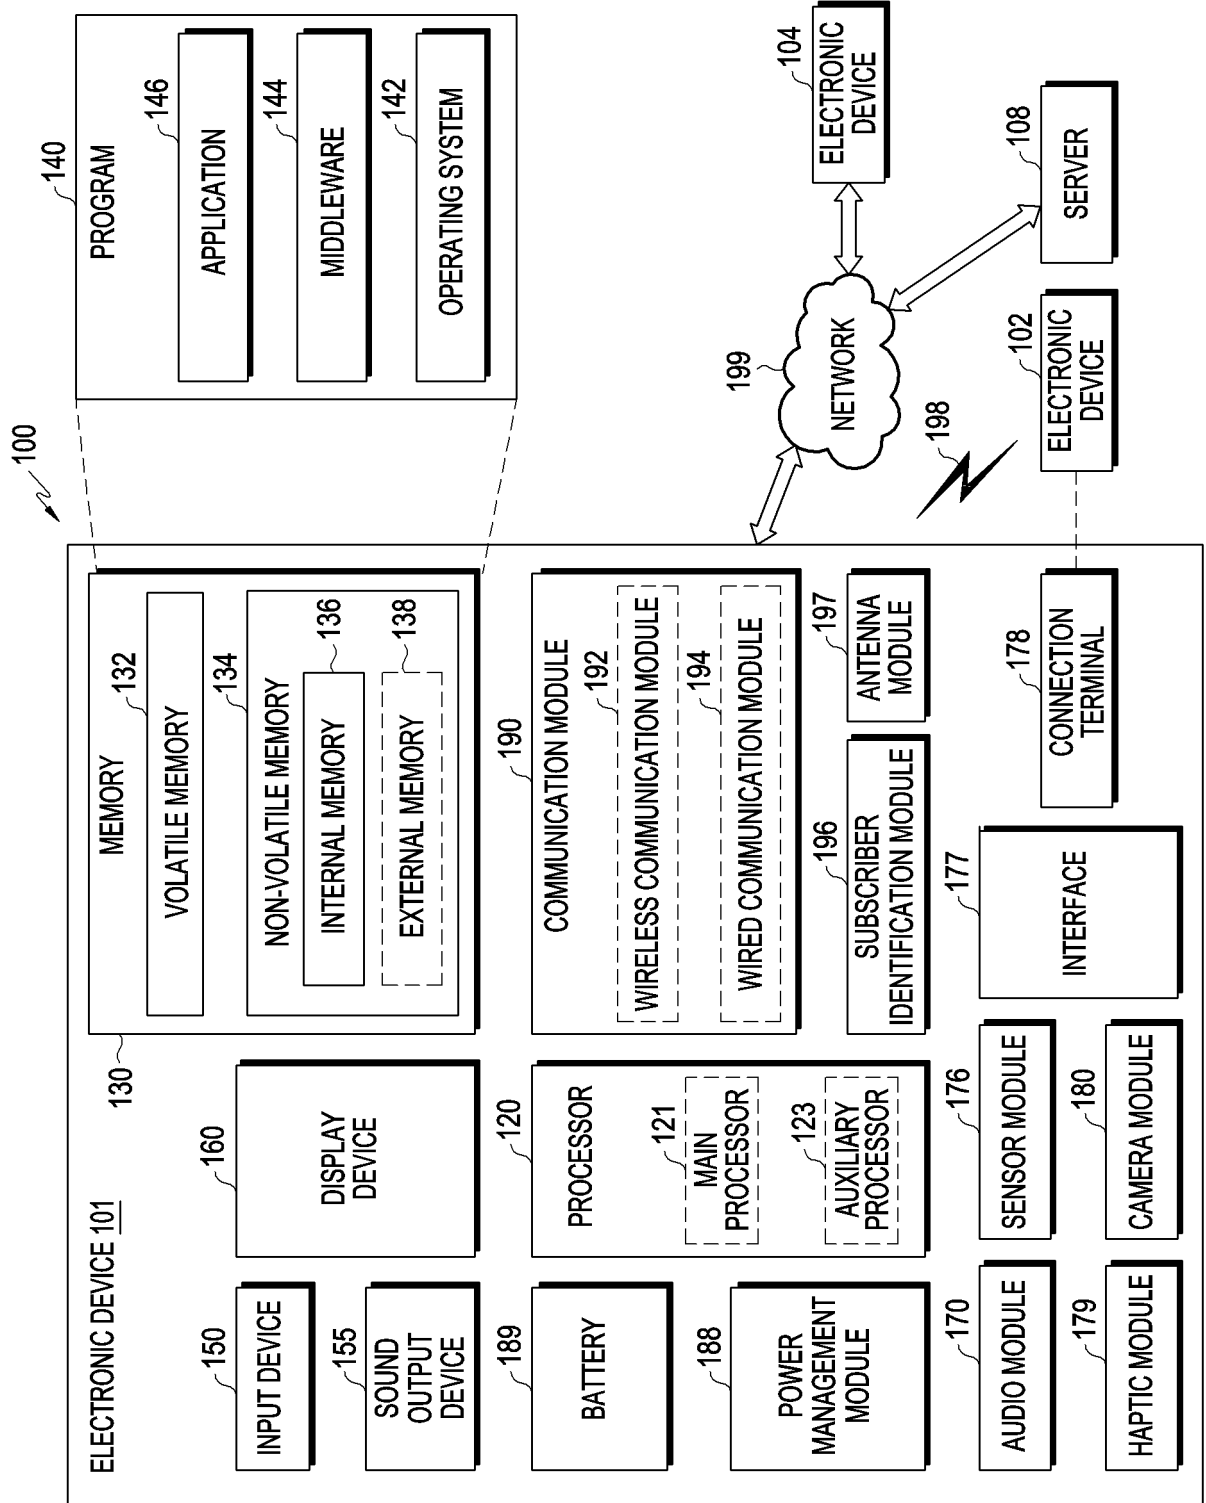 100
ELECTRONIC DEVICE 101
150
INPUT DEVICE
155
SOUND
OUTPUT
DEVICE
189
BATTERY
188
POWER
MANAGEMENT
MODULE
170
AUDIO MODULE
179
HAPTIC MODULE
160
DISPLAY
DEVICE
120
PROCESSOR
121
MAIN
PROCESSOR
123
AUXILIARY
PROCESSOR
176
SENSOR MODULE
180
CAMERA MODULE
130
MEMORY
132
VOLATILE MEMORY
134
NON-VOLATILE MEMORY
136
INTERNAL MEMORY
138
EXTERNAL MEMORY
190
COMMUNICATION MODULE
192
WIRELESS COMMUNICATION MODULE
194
WIRED COMMUNICATION MODULE
196
SUBSCRIBER
IDENTIFICATION MODULE
197
ANTENNA
MODULE
177
INTERFACE
178
CONNECTION
TERMINAL
140
PROGRAM
146
APPLICATION
144
MIDDLEWARE
142
OPERATING SYSTEM
199
NETWORK
198
104
ELECTRONIC
DEVICE
108
SERVER
102
ELECTRONIC
DEVICE